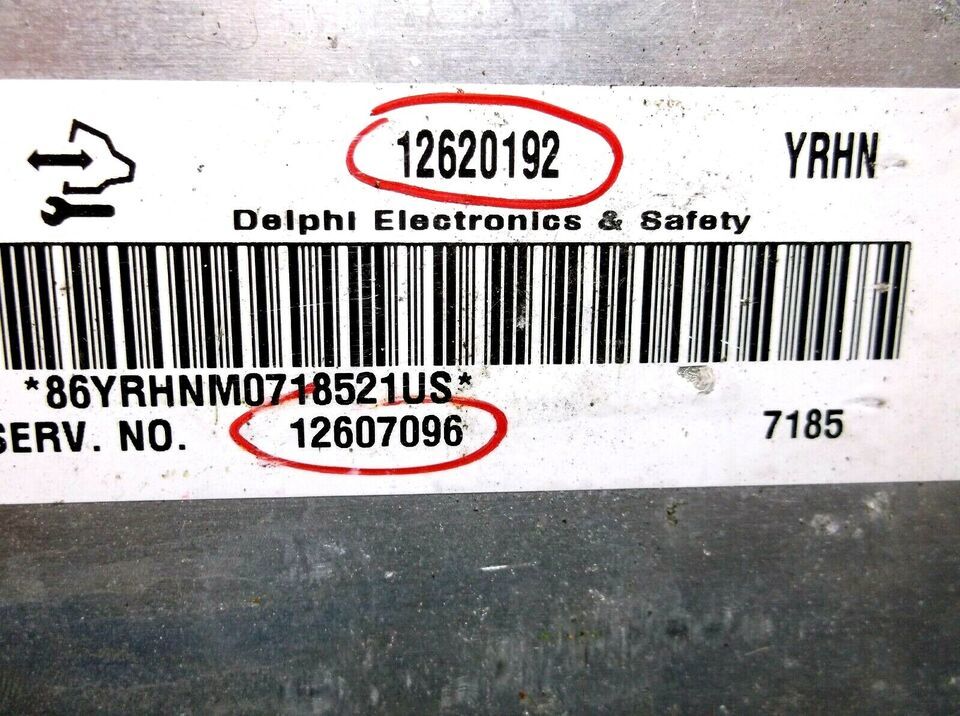 12620192 YRHN
Delphi Electronics & Safety
*86YRHNM0718521US*
SERV. NO. 12607096 7185